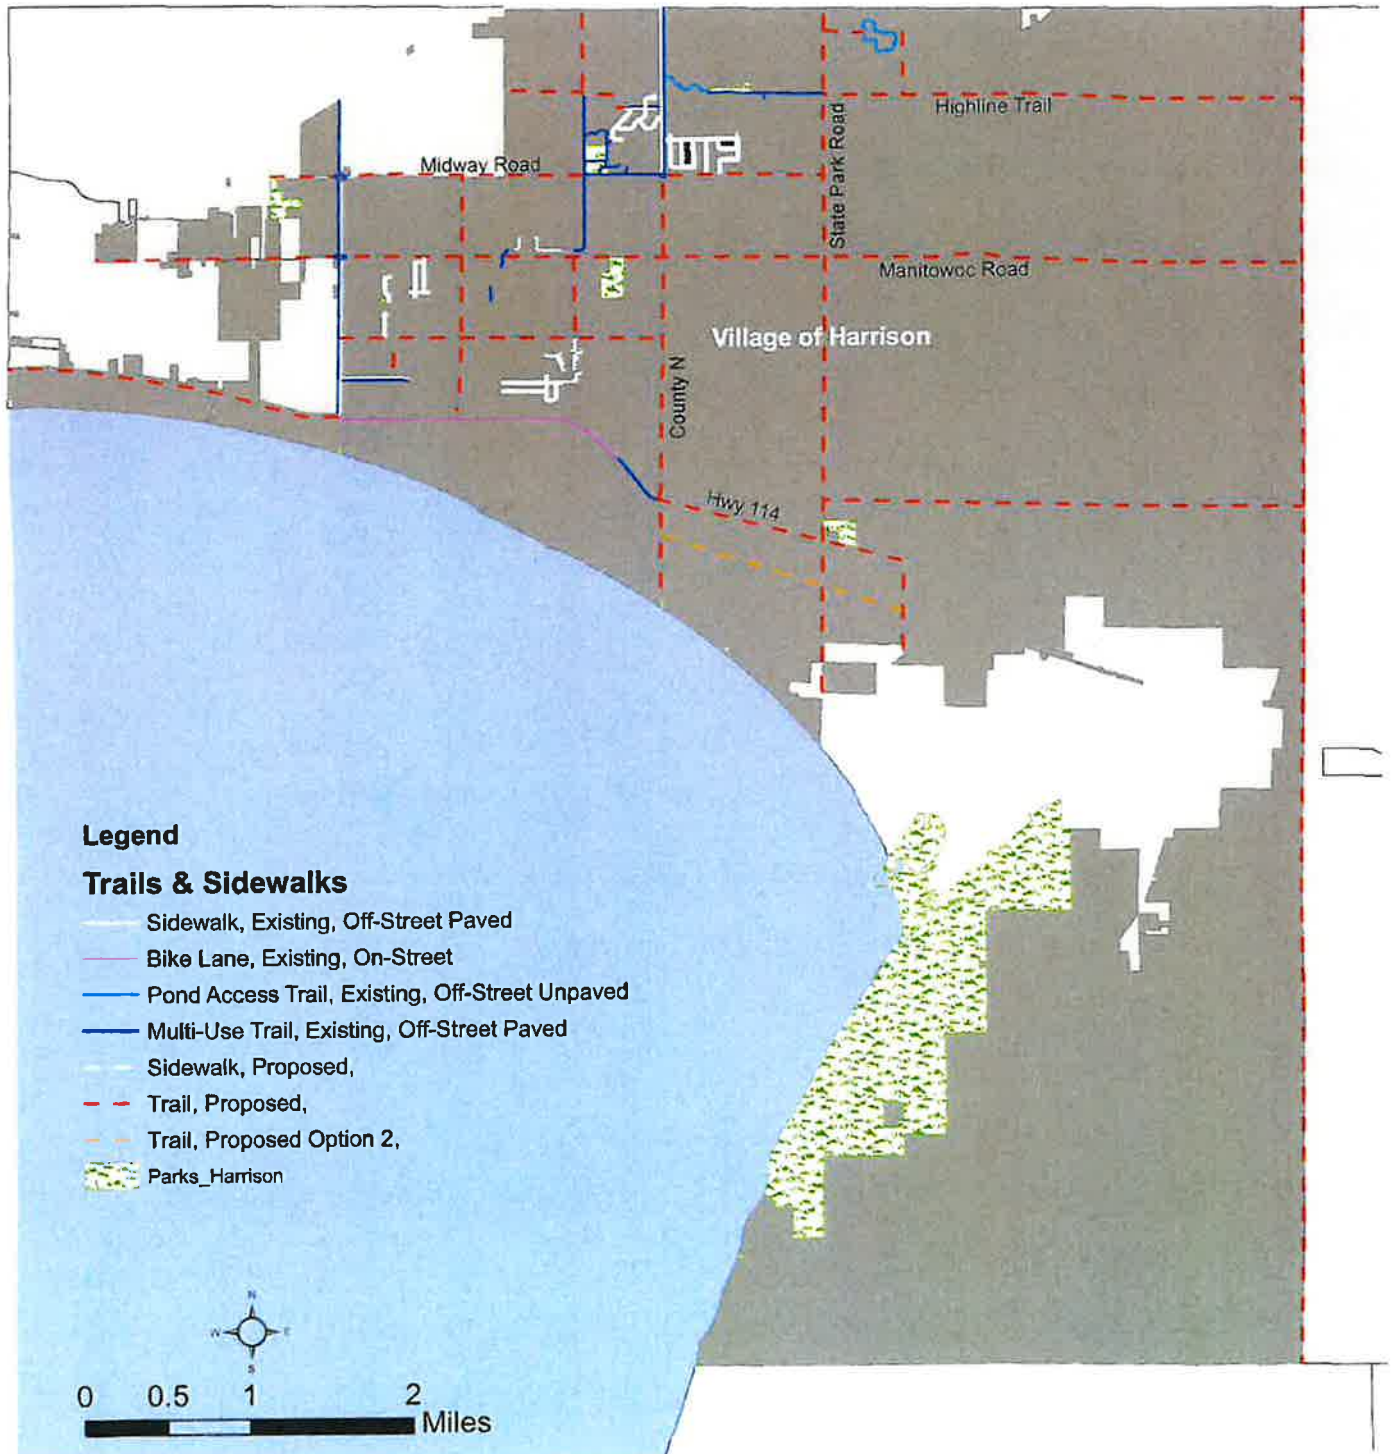 Highline Trail
State Park Road
Midway Road
Manitowoc Road
Village of Harrison
County N
Hwy 114
Legend
Trails & Sidewalks
Sidewalk, Existing, Off-Street Paved
Bike Lane, Existing, On-Street
Pond Access Trail, Existing, Off-Street Unpaved
Multi-Use Trail, Existing, Off-Street Paved
Sidewalk, Proposed,
Trail, Proposed,
Trail, Proposed Option 2,
Parks_Harrison
N
W E
S
0 0.5 1 2
Miles